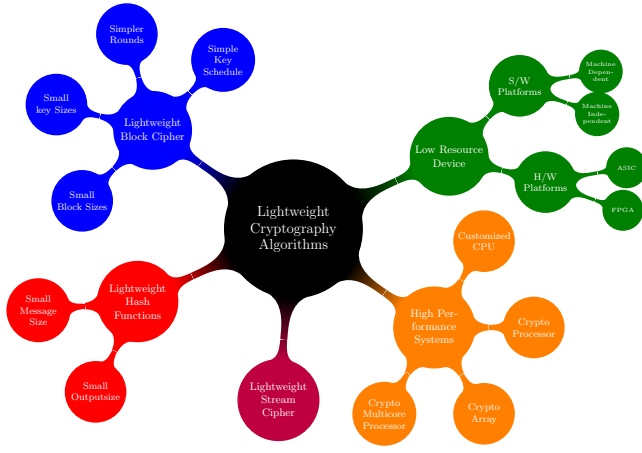 Simpler
Rounds
Simple
Key
Schedule
Small
key Sizes
Lightweight
Block Cipher
Small
Block Sizes
S/W
Platforms
Machine
Depen-
dent
Machine
Inde-
pendent
Low Resource
Device
H/W
Platforms
ASIC
FPGA
Lightweight
Cryptography
Algorithms
Customized
CPU
Lightweight
Hash
Functions
Small
Message
Size
Small
Outputsize
Lightweight
Stream
Cipher
High Per-
formance
Systems
Crypto
Processor
Crypto
Multicore
Processor
Crypto
Array